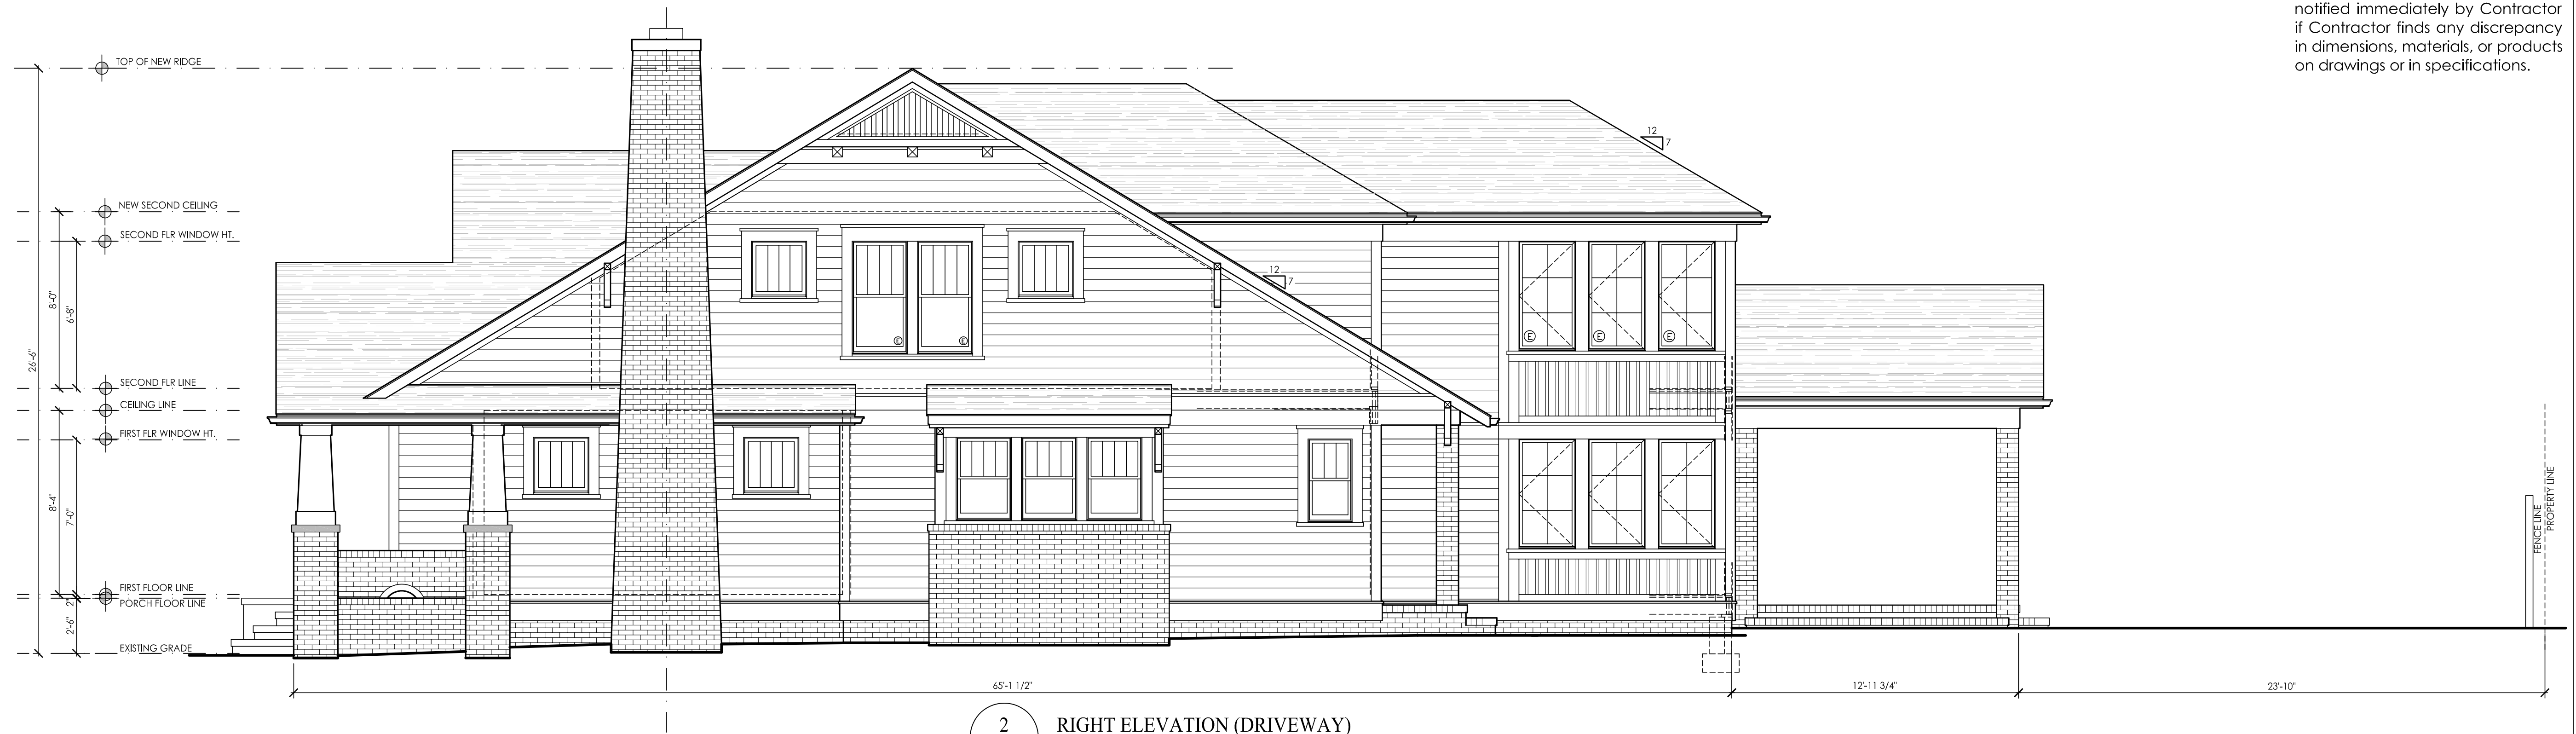 notified immediately by Contractor
if Contractor finds any discrepancy
in dimensions, materials, or products
on drawings or in specifications.
TOP OF NEW RIDGE
12
7
NEW SECOND CEILING
SECOND FLR WINDOW HT.
12
7
8'-0"
6'-8"
26'-6"
E
E
E
E
E
SECOND FLR LINE
CEILING LINE
FIRST FLR WINDOW HT.
8'-4"
7'-0"
FENCE LINE
PROPERTY LINE
FIRST FLOOR LINE
2"
PORCH FLOOR LINE
2'-6"
EXISTING GRADE
65'-1 1/2"
12'-11 3/4"
23'-10"
2
RIGHT ELEVATION (DRIVEWAY)